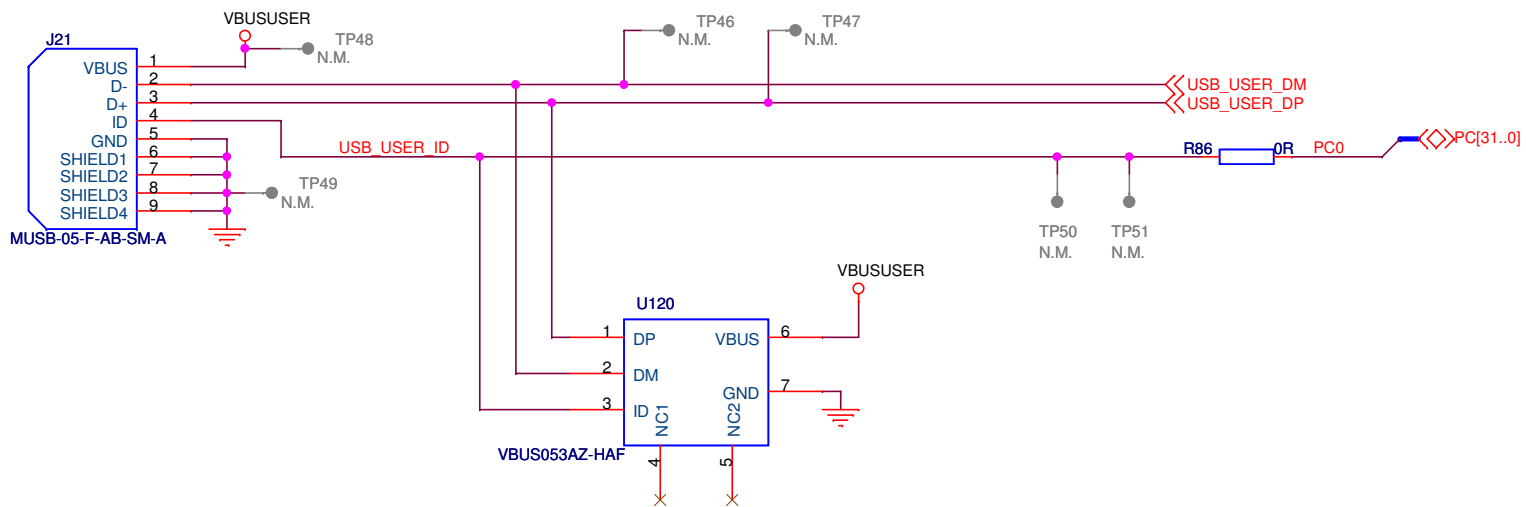 VBUSUSER
J21
TP48
N.M.
TP46
N.M.
TP47
N.M.
VBUS 1
D- 2
D+ 3
ID 4
GND 5
SHIELD1 6
SHIELD2 7
SHIELD3 8
SHIELD4 9
MUSB-05-F-AB-SM-A
TP49
N.M.
USB_USER_DM
USB_USER_DP
USB_USER_ID
R86 0R
PC0
PC[31..0]
TP50
N.M.
TP51
N.M.
VBUSUSER
U120
1 DP
2 DM
3 ID
VBUS 6
GND 7
NC1
NC2
4
5
VBUS053AZ-HAF